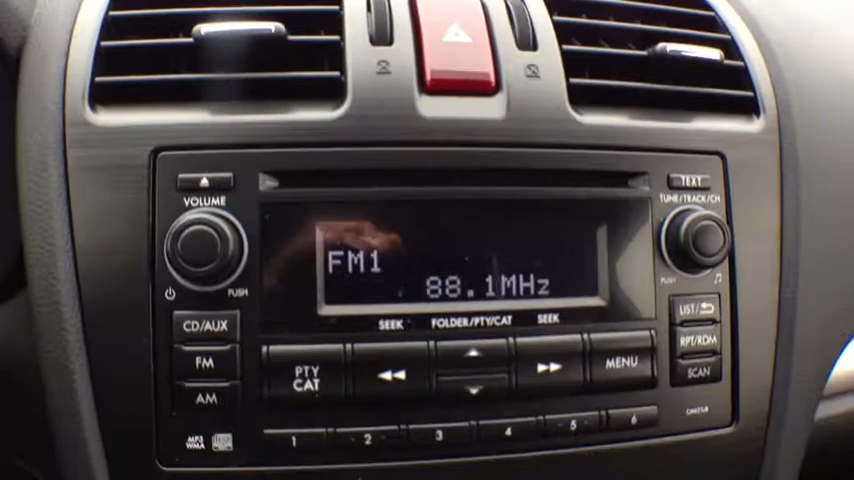 TEXT
VOLUME
TUNE/TRACK/CH
FM1
88.1MHz
PUSH
PUSH
SEEK
FOLDER/PTY/CAT
SEEK
CD/AUX
FM
AM
PTY
CAT
MENU
LIST/
RPT/RDM
SCAN
MP3
WMA
1
2
3
4
5
6